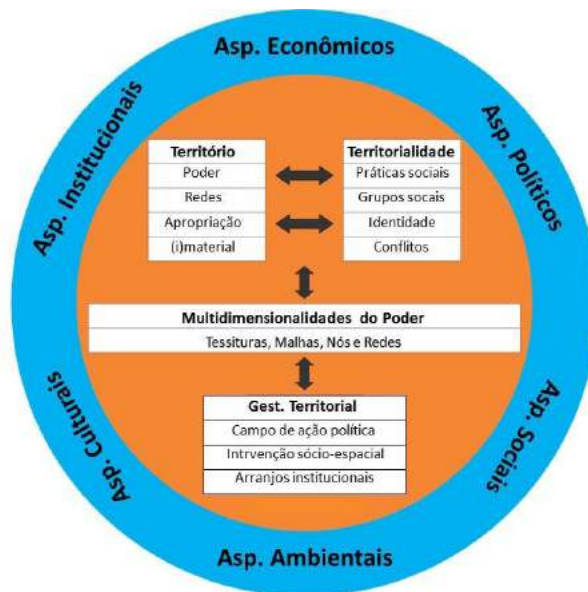 Asp. Econômicos
Asp. Institucionais
Asp. Políticos
Território
Poder
Redes
Apropriação
(i)material
Territorialidade
Práticas sociais
Grupos socais
Identidade
Conflitos
Multidimensionalidades do Poder
Tessituras, Malhas, Nós e Redes
Gest. Territorial
Campo de ação política
Intrvenção sócio-espacial
Arranjos institucionais
Asp. Culturais
Asp. Sociais
Asp. Ambientais